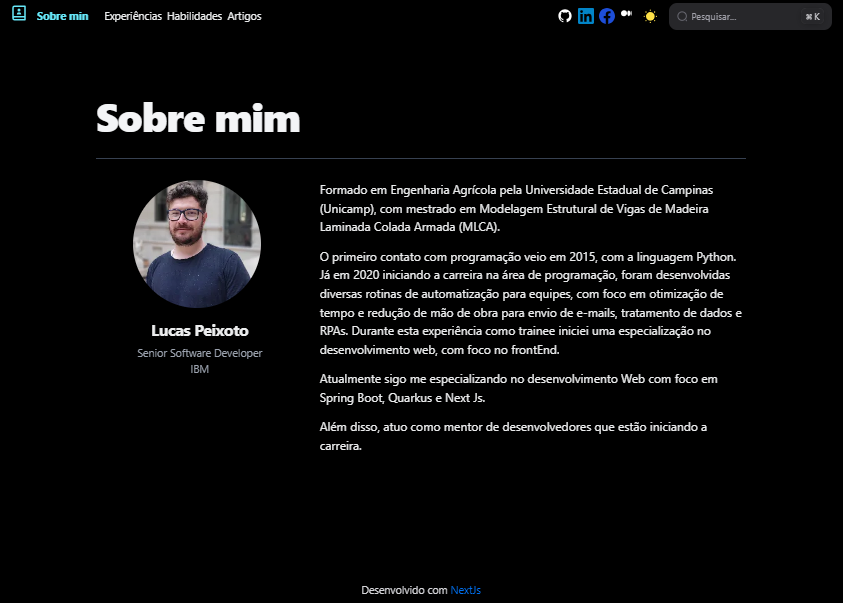 Sobre min Experiências Habilidades Artigos Pesquisar... ⌘K
Sobre mim
Lucas Peixoto
Senior Software Developer
IBM
Formado em Engenharia Agrícola pela Universidade Estadual de Campinas
(Unicamp), com mestrado em Modelagem Estrutural de Vigas de Madeira
Laminada Colada Armada (MLCA).
O primeiro contato com programação veio em 2015, com a linguagem Python.
Já em 2020 iniciando a carreira na área de programação, foram desenvolvidas
diversas rotinas de automatização para equipes, com foco em otimização de
tempo e redução de mão de obra para envio de e-mails, tratamento de dados e
RPAs. Durante esta experiência como trainee iniciei uma especialização no
desenvolvimento web, com foco no frontEnd.
Atualmente sigo me especializando no desenvolvimento Web com foco em
Spring Boot, Quarkus e Next Js.
Além disso, atuo como mentor de desenvolvedores que estão iniciando a
carreira.
Desenvolvido com NextJs